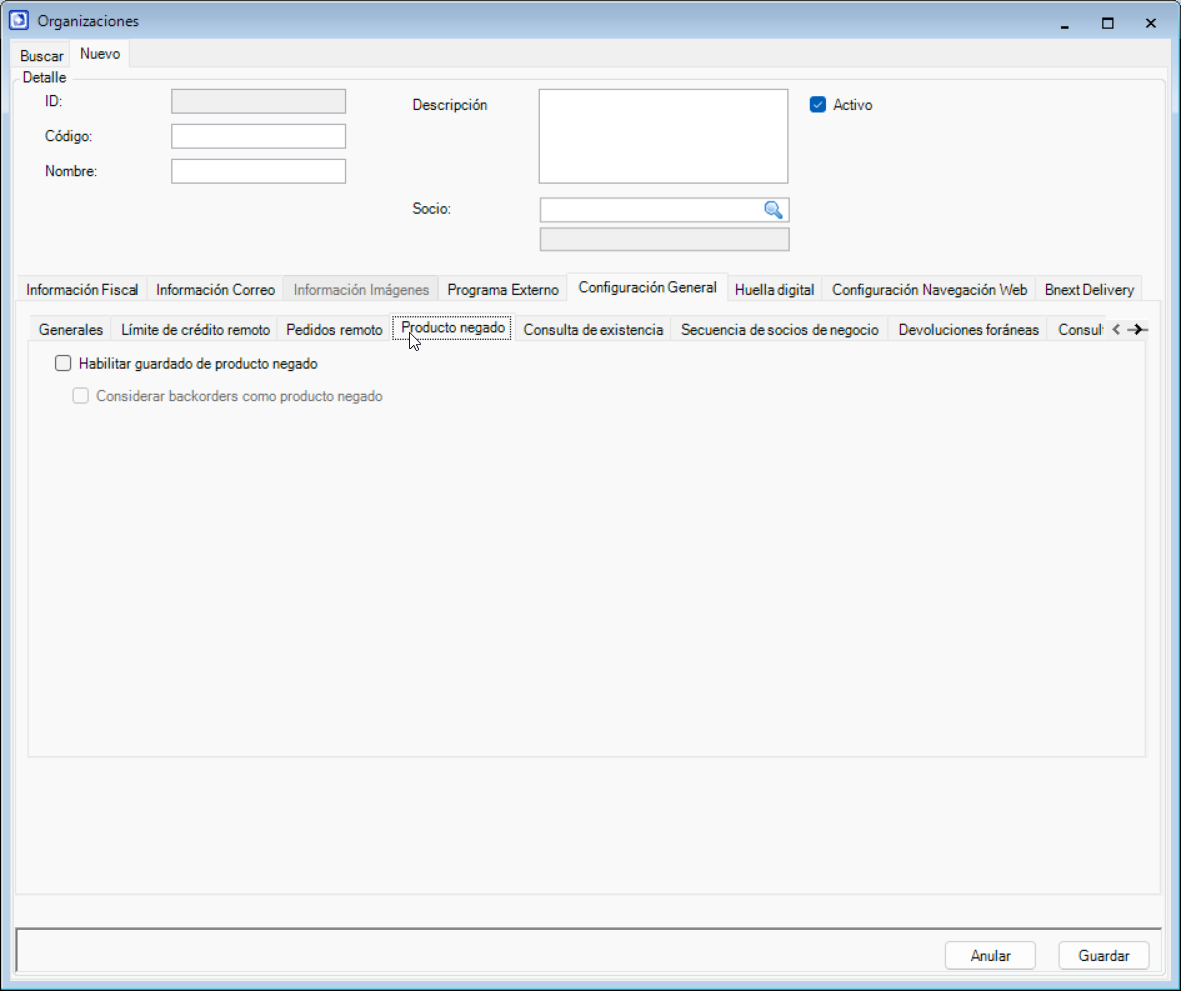 Organizaciones
Buscar Nuevo
Detalle
ID:
Código:
Nombre:
Descripción
Activo
Socio:
Información Fiscal Información Correo Información Imágenes Programa Externo Configuración General Huella digital Configuración Navegación Web Bnext Delivery
Generales Límite de crédito remoto Pedidos remoto Producto negado Consulta de existencia Secuencia de socios de negocio Devoluciones foráneas Consul
Habilitar guardado de producto negado
Considerar backorders como producto negado
Anular Guardar